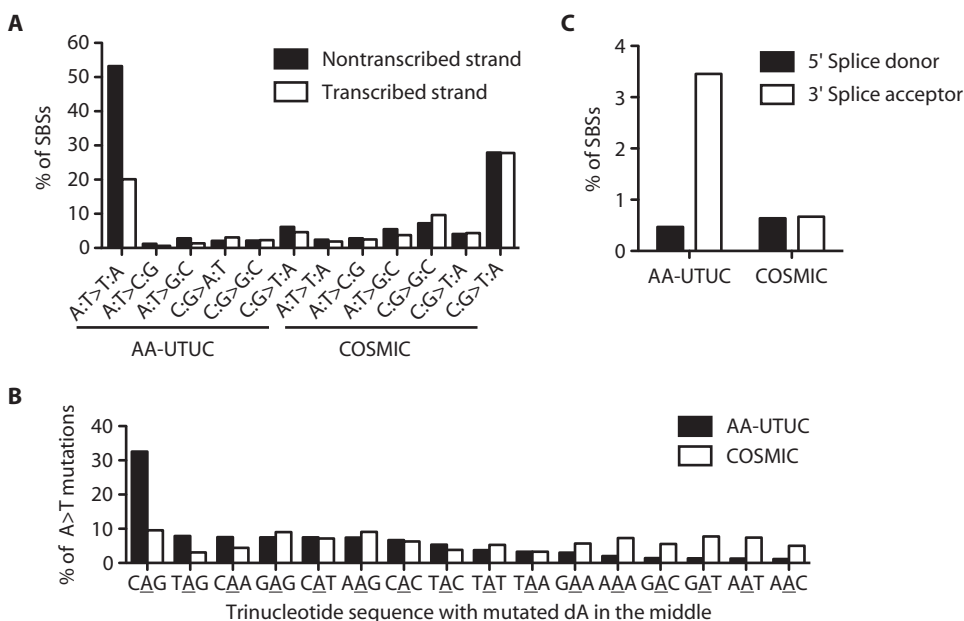 A
% of SBSs
60
50
40
30
20
10
0
Nontranscribed strand
Transcribed strand
A:T>T:A
A:T>C:G
A:T>G:C
C:G>A:T
C:G>G:C
C:G>T:A
A:T>T:A
A:T>C:G
A:T>G:C
C:G>G:C
C:G>T:A
C:G>T:A
AA-UTUC
COSMIC
C
% of SBSs
4
3
2
1
0
5' Splice donor
3' Splice acceptor
AA-UTUC
COSMIC
B
% of A>T mutations
40
30
20
10
0
AA-UTUC
COSMIC
CAG TAG CAA GAG CAT AAG CAC TAC TAT TAA GAA AAA GAC GAT AAT AAC
Trinucleotide sequence with mutated dA in the middle